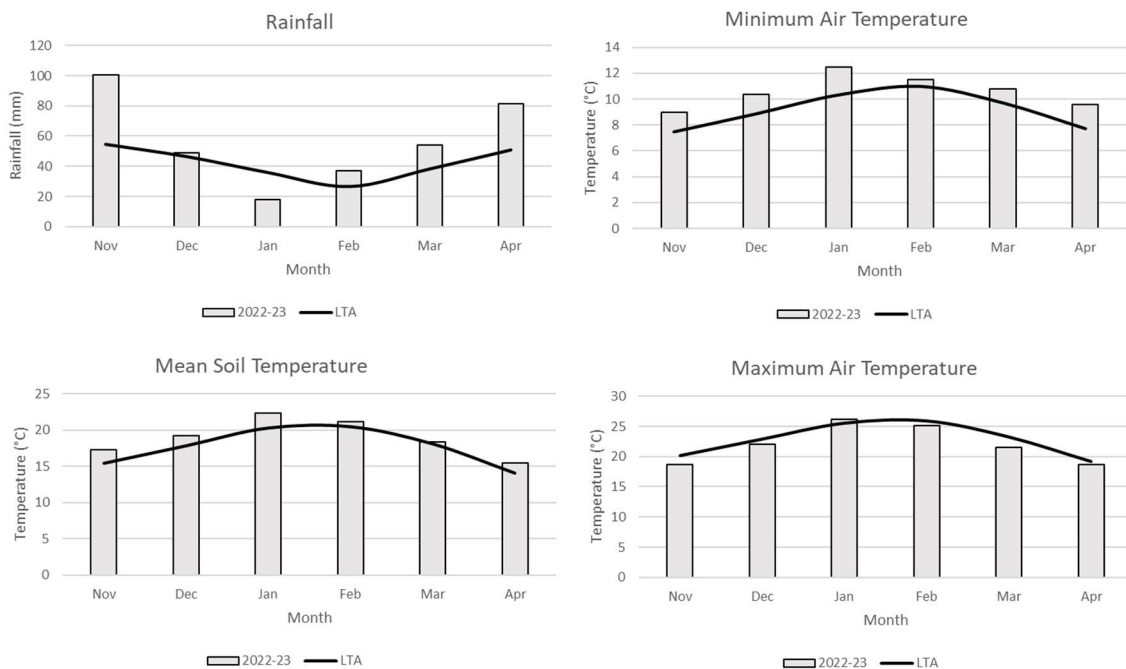 Rainfall
120
100
80
60
40
20
0
Rainfall (mm)
Nov Dec Jan Feb Mar Apr
Month
2022-23 LTA
Minimum Air Temperature
14
12
10
8
6
4
2
0
Temperature (°C)
Nov Dec Jan Feb Mar Apr
Month
2022-23 LTA
Mean Soil Temperature
25
20
15
10
5
0
Temperature (°C)
Nov Dec Jan Feb Mar Apr
Month
2022-23 LTA
Maximum Air Temperature
30
25
20
15
10
5
0
Temperature (°C)
Nov Dec Jan Feb Mar Apr
Month
2022-23 LTA